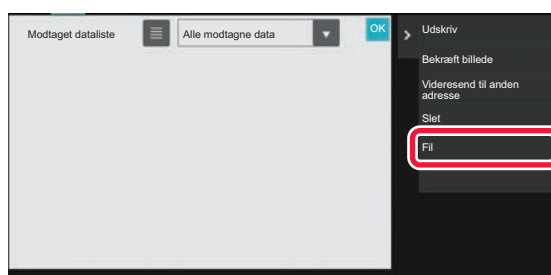 Modtaget dataliste
Alle modtagne data
OK
Udskriv
Bekræft billede
Videresend til anden
adresse
Slet
Fil